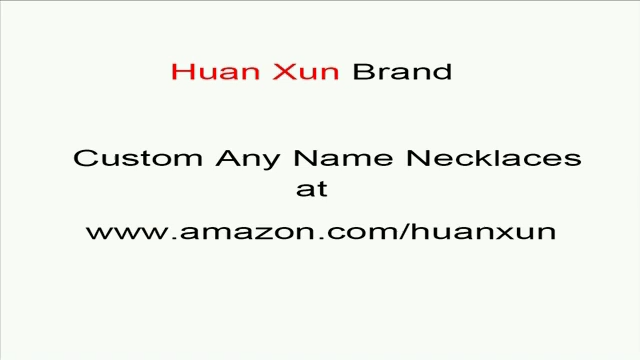 Huan Xun Brand
Custom Any Name Necklaces
at
www.amazon.com/huanxun